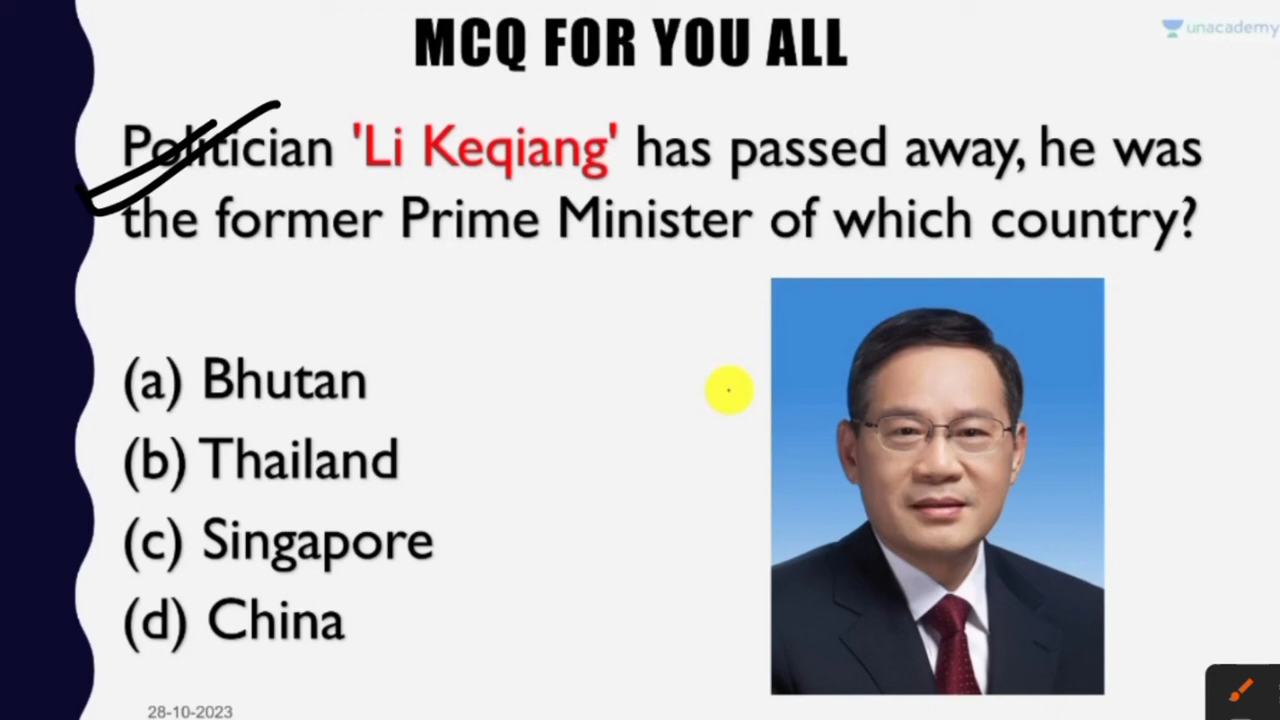 MCQ FOR YOU ALL
unacademy
Politician 'Li Keqiang' has passed away, he was
the former Prime Minister of which country?
(a) Bhutan
(b) Thailand
(c) Singapore
(d) China
28-10-2023